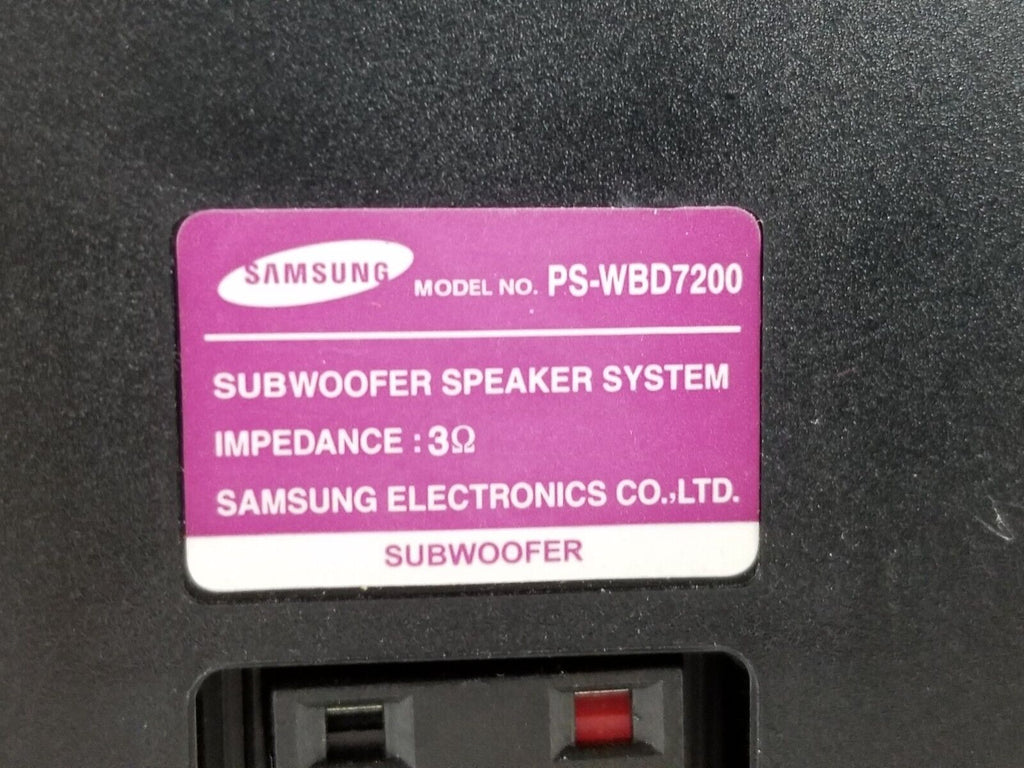 SAMSUNG MODEL NO. PS-WBD7200
SUBWOOFER SPEAKER SYSTEM
IMPEDANCE : 3Ω
SAMSUNG ELECTRONICS CO.,LTD.
SUBWOOFER